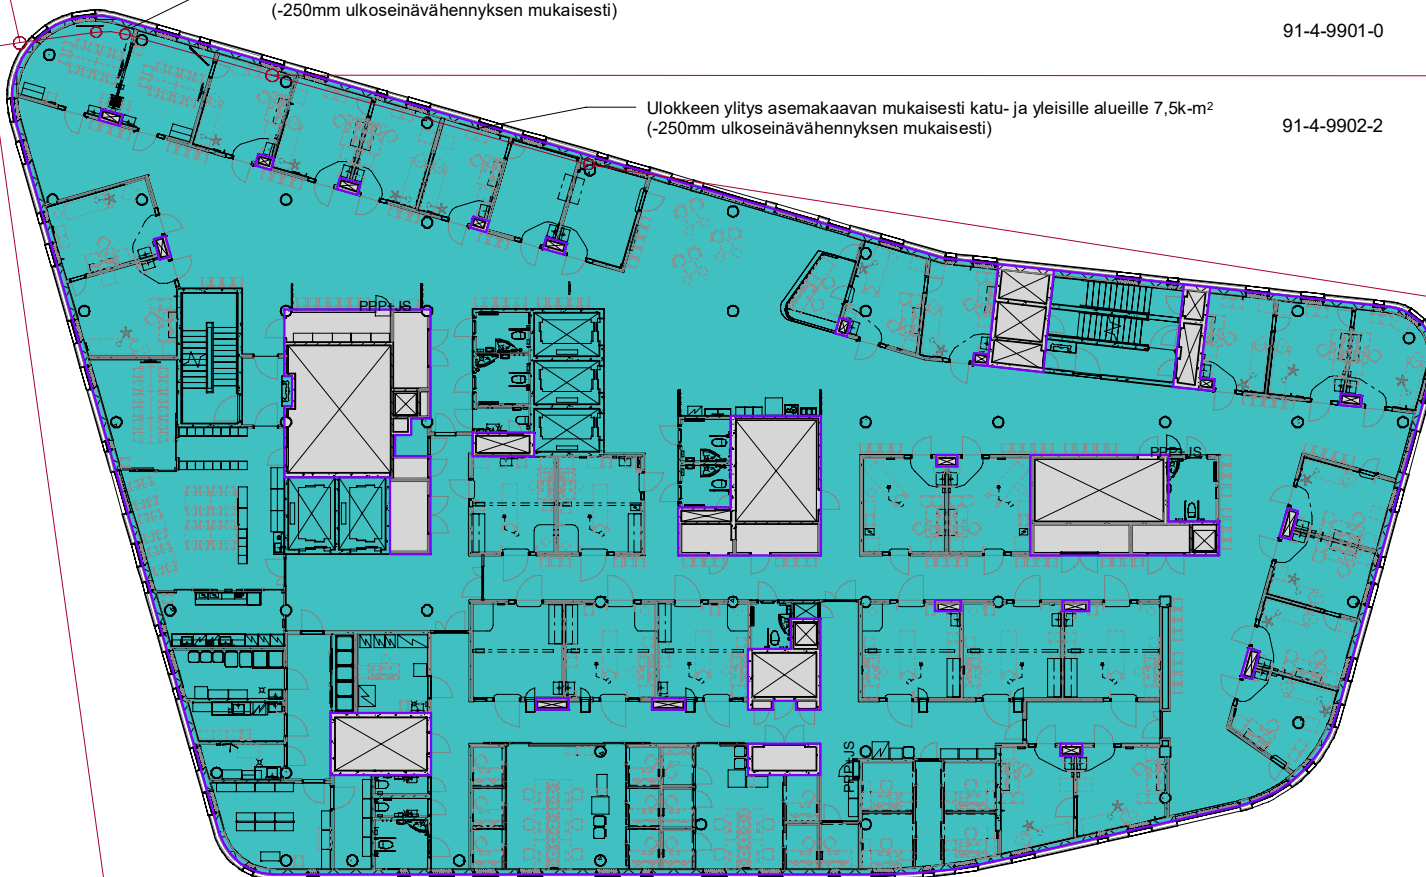 (-250mm ulkoseinävähennyksen mukaisesti)
91-4-9901-0
Ulokkeen ylitys asemakaavan mukaisesti katu- ja yleisille alueille 7,5k-m²
(-250mm ulkoseinävähennyksen mukaisesti)
91-4-9902-2
PPP+JS
PPP+JS
PPP+JS